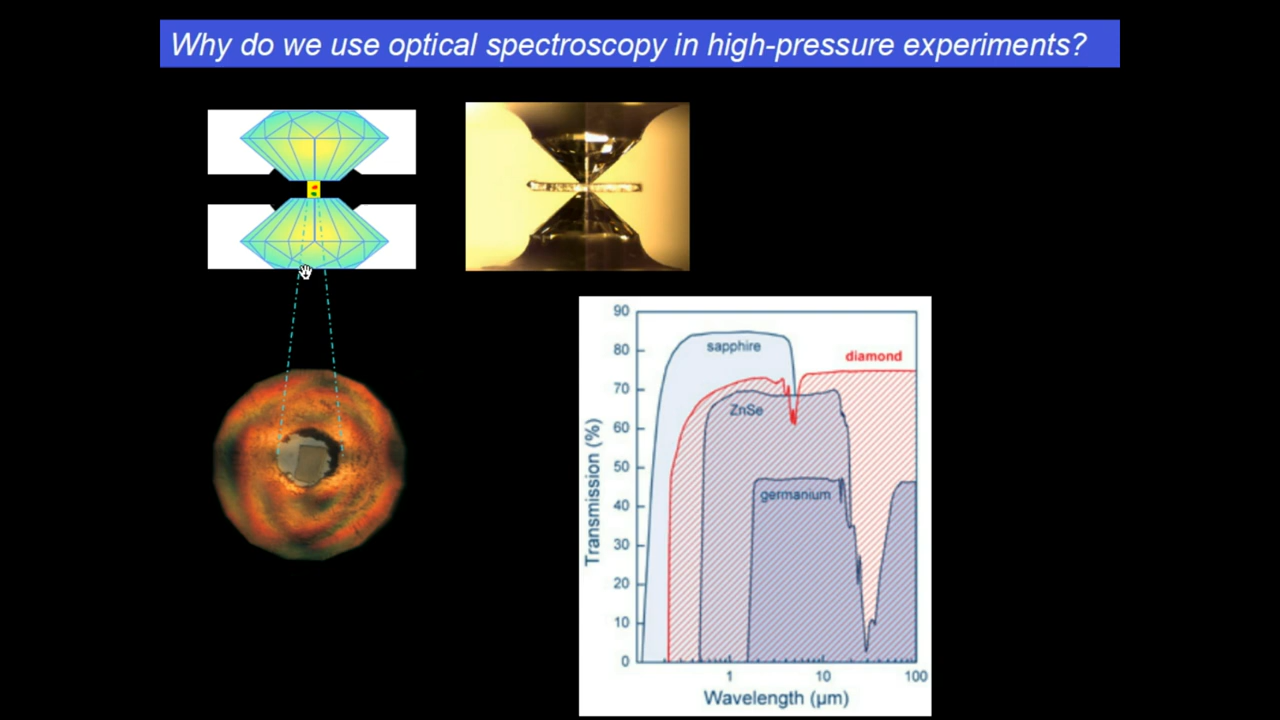 Why do we use optical spectroscopy in high-pressure experiments?
90
80
70
60
50
40
30
20
10
0
Transmission (%)
sapphire
diamond
ZnSe
germanium
1
10
100
Wavelength (µm)